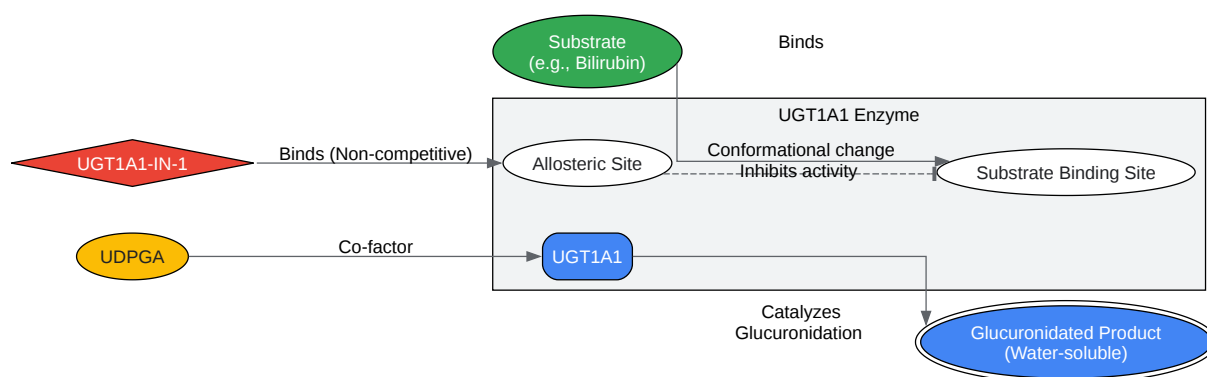 Substrate
(e.g., Bilirubin)
Binds
UGT1A1 Enzyme
UGT1A1-IN-1
Binds (Non-competitive)
Allosteric Site
Conformational change
Inhibits activity
Substrate Binding Site
UDPGA
Co-factor
UGT1A1
Catalyzes
Glucuronidation
Glucuronidated Product
(Water-soluble)